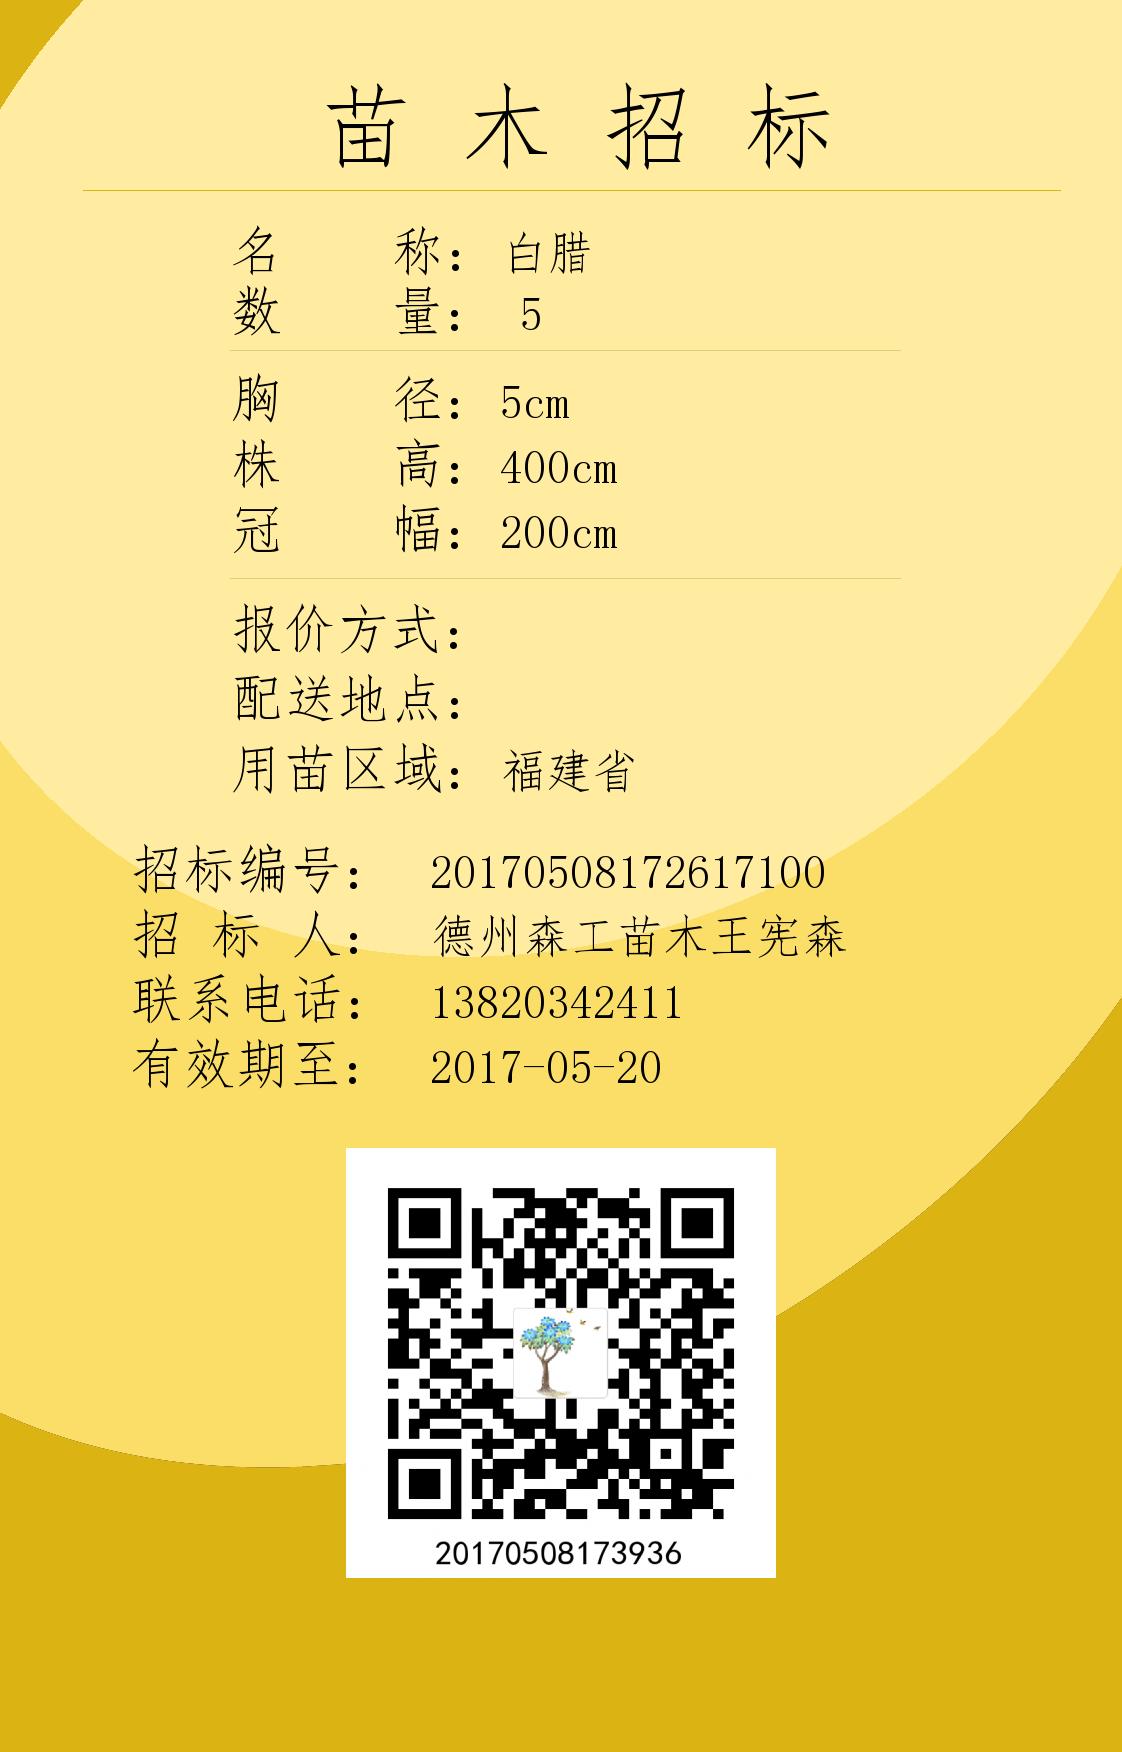 苗木招标
名称：白腊
数量：5
胸径：5cm
株高：400cm
冠幅：200cm
报价方式：
配送地点：
用苗区域：福建省
招标编号：20170508172617100
招标人：德州森工苗木王宪森
联系电话：13820342411
有效期至：2017-05-20
20170508173936